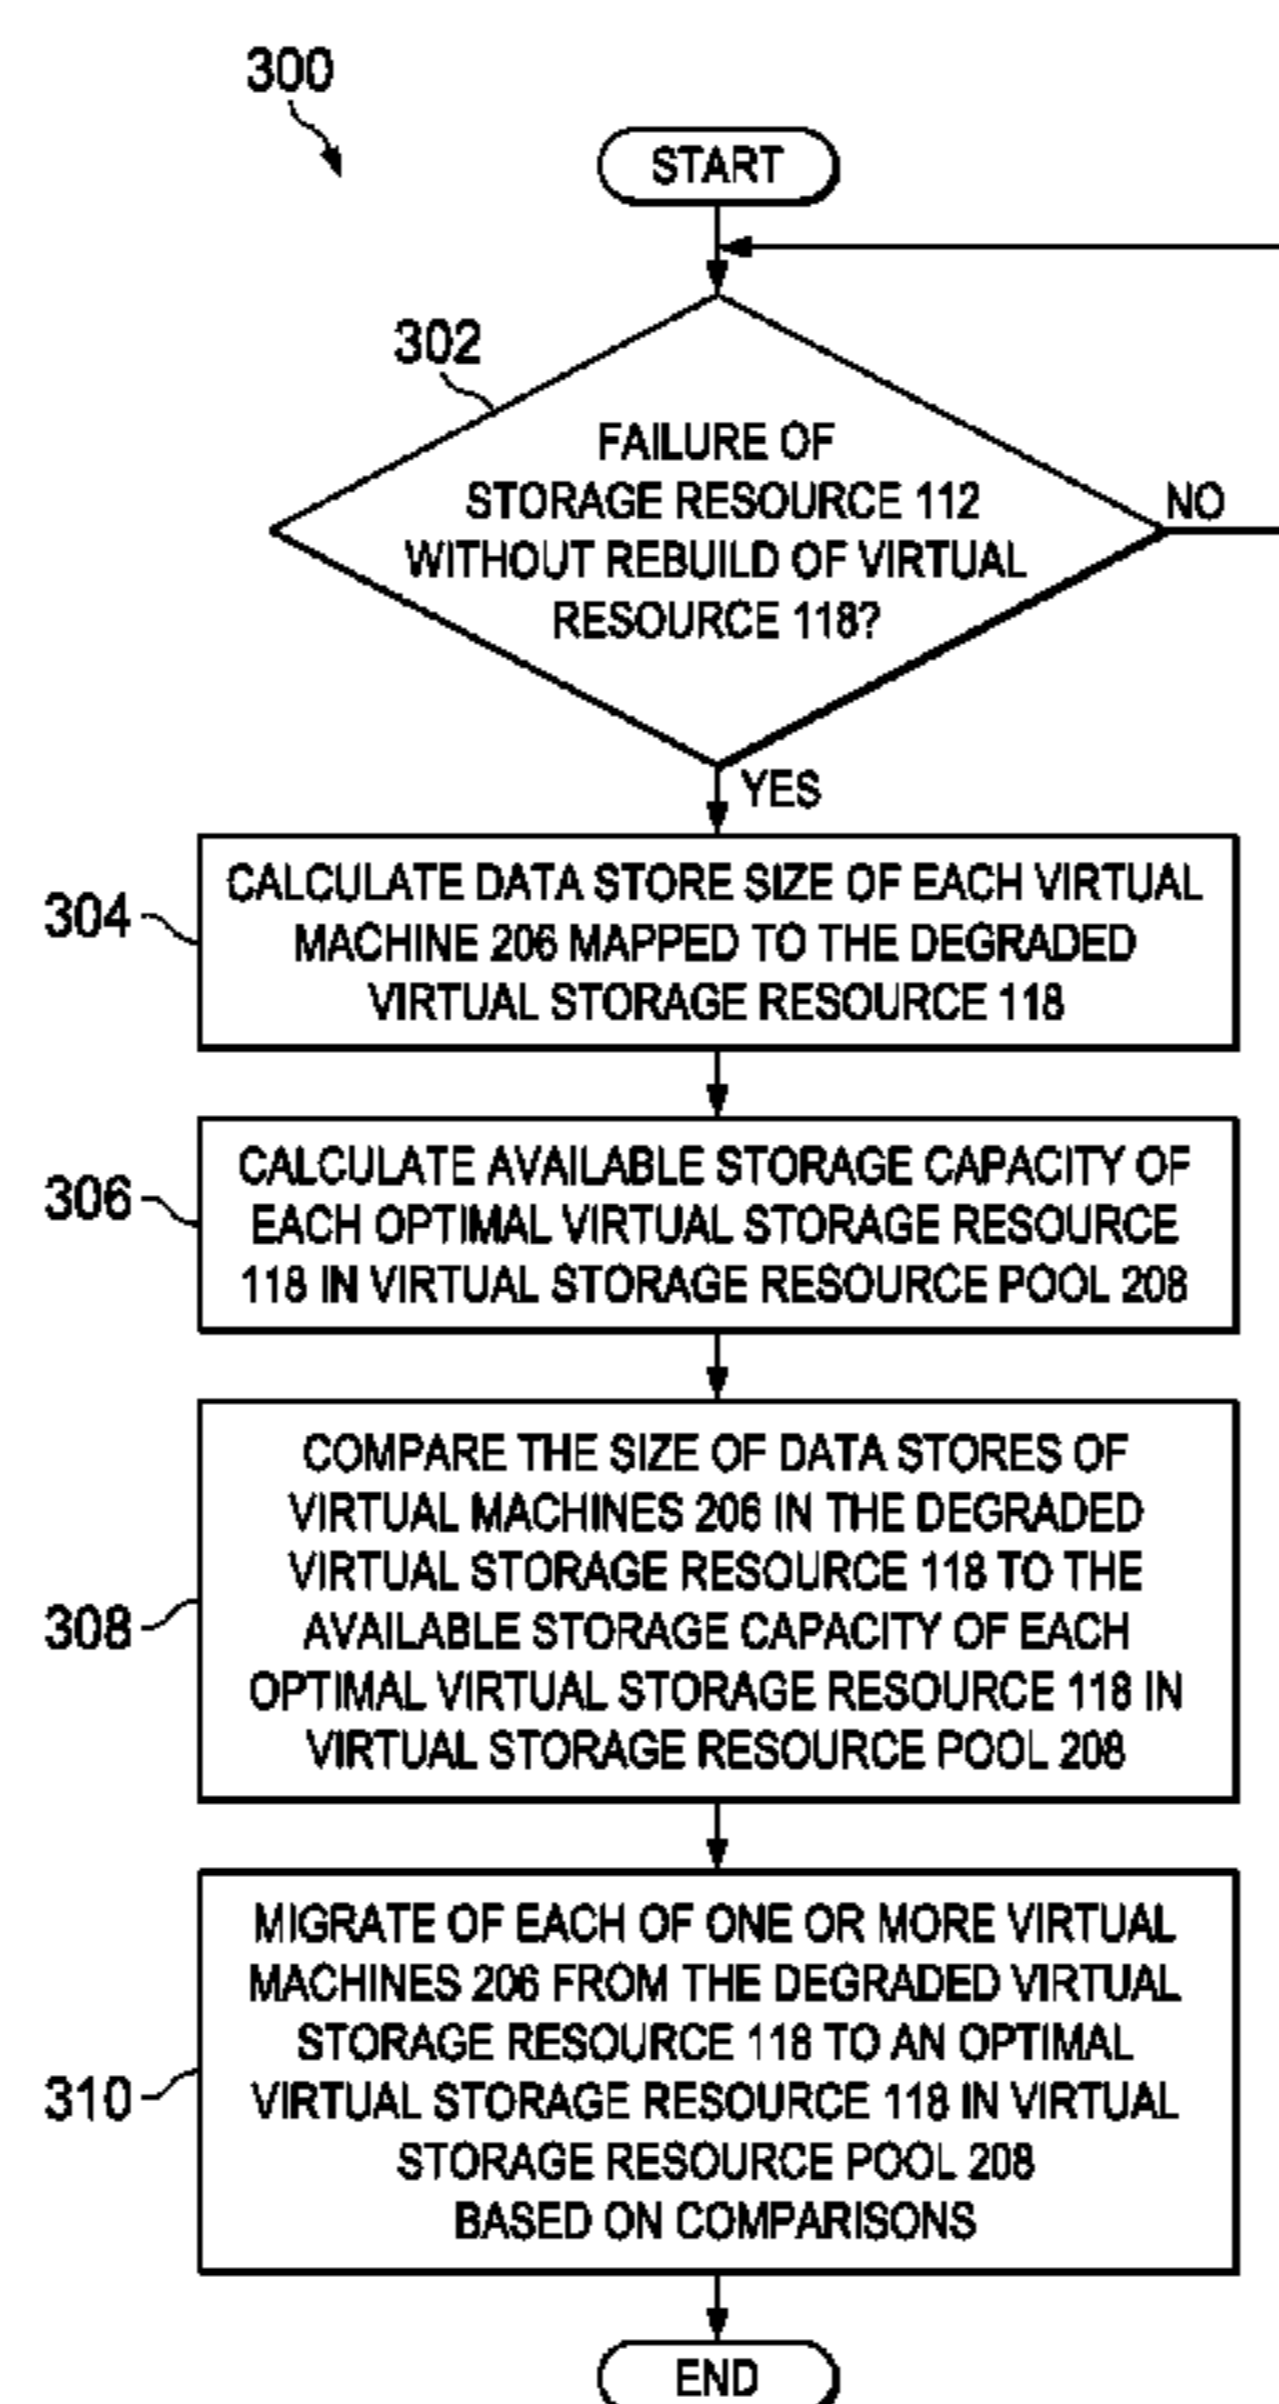 300
START
302
FAILURE OF
STORAGE RESOURCE 112
WITHOUT REBUILD OF VIRTUAL
RESOURCE 118?
NO
YES
304
CALCULATE DATA STORE SIZE OF EACH VIRTUAL
MACHINE 206 MAPPED TO THE DEGRADED
VIRTUAL STORAGE RESOURCE 118
306
CALCULATE AVAILABLE STORAGE CAPACITY OF
EACH OPTIMAL VIRTUAL STORAGE RESOURCE
118 IN VIRTUAL STORAGE RESOURCE POOL 208
308
COMPARE THE SIZE OF DATA STORES OF
VIRTUAL MACHINES 206 IN THE DEGRADED
VIRTUAL STORAGE RESOURCE 118 TO THE
AVAILABLE STORAGE CAPACITY OF EACH
OPTIMAL VIRTUAL STORAGE RESOURCE 118 IN
VIRTUAL STORAGE RESOURCE POOL 208
310
MIGRATE OF EACH OF ONE OR MORE VIRTUAL
MACHINES 206 FROM THE DEGRADED VIRTUAL
STORAGE RESOURCE 118 TO AN OPTIMAL
VIRTUAL STORAGE RESOURCE 118 IN VIRTUAL
STORAGE RESOURCE POOL 208
BASED ON COMPARISONS
END